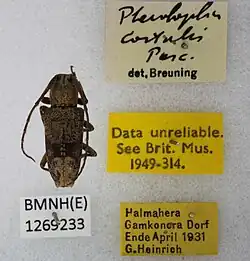 Pterolophia
costalis
Pasc.
det. Breuning
Data unreliable.
See Brit. Mus.
1949-314.
BMNH(E)
1269233
Halmahera
Gamkonora Dorf
Ende April 1931
G. Heinrich